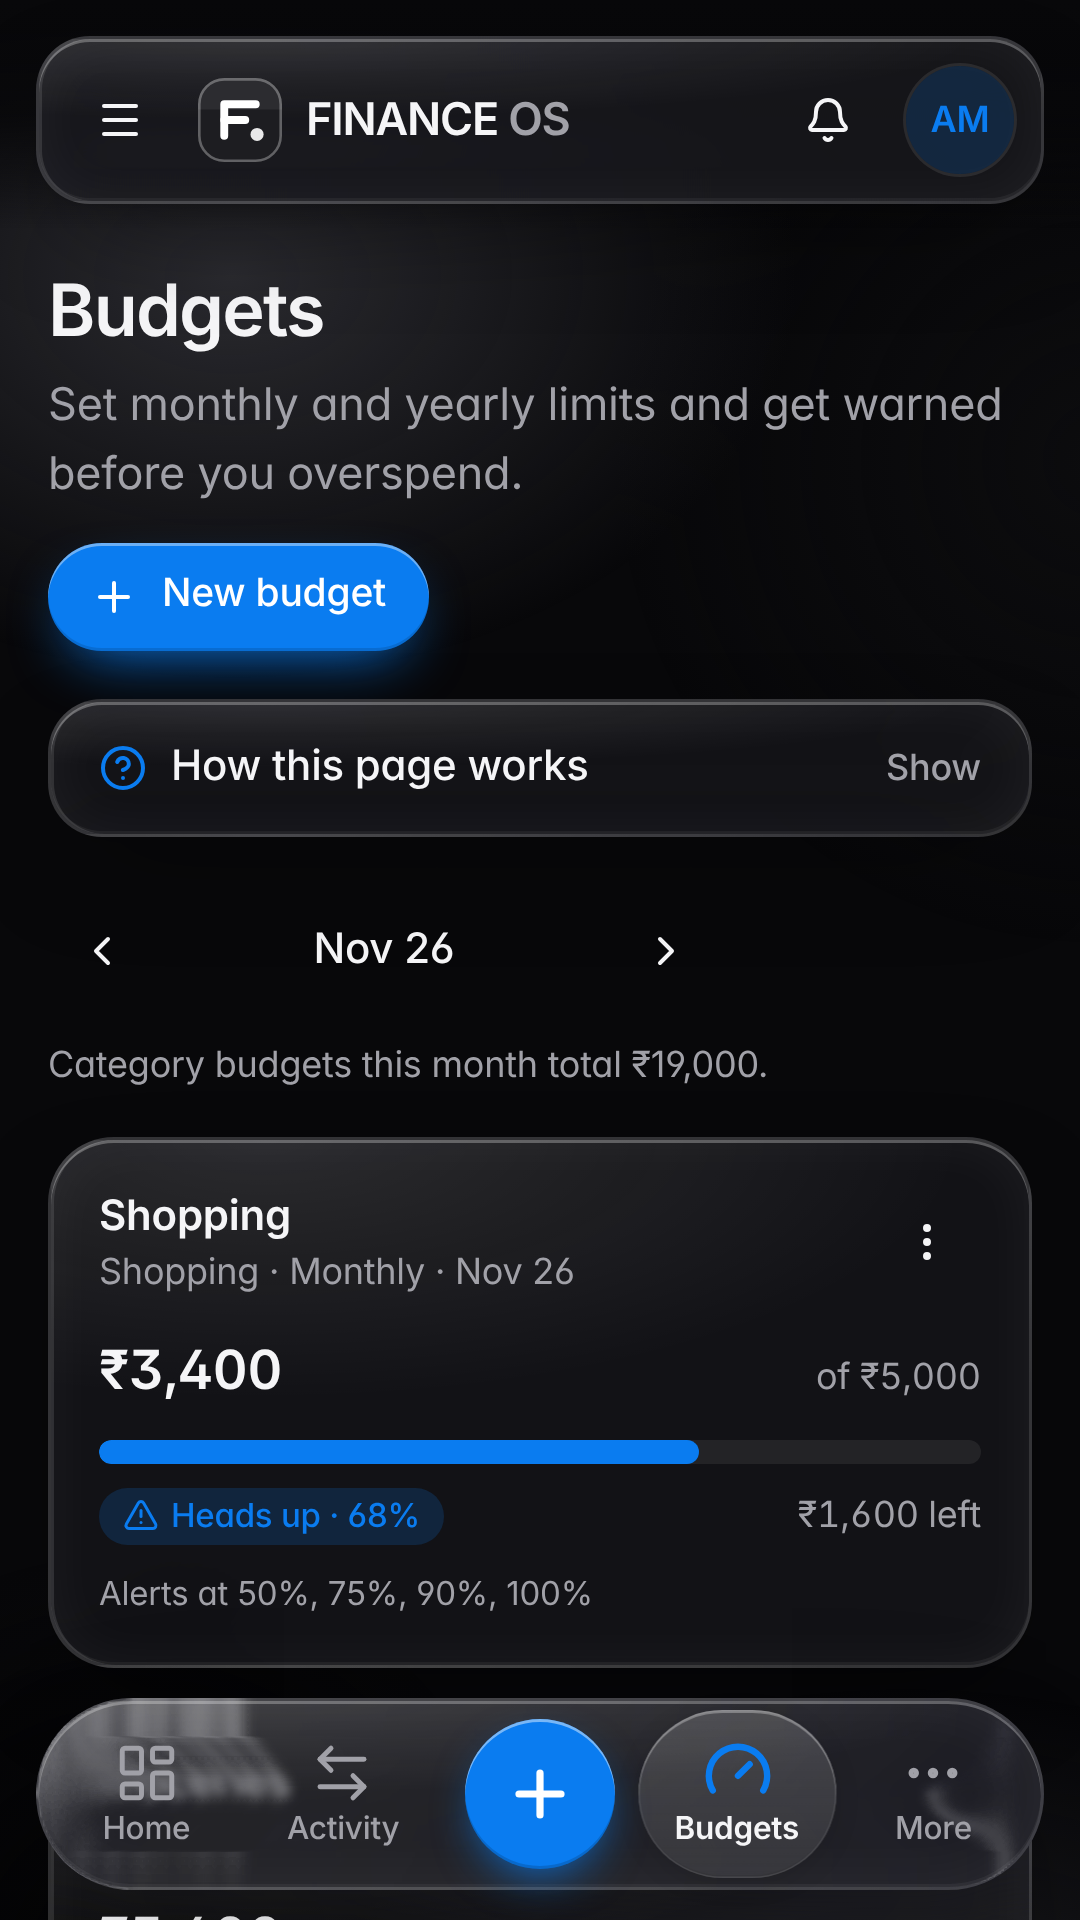 FINANCE OS
AM
Budgets
Set monthly and yearly limits and get warned
before you overspend.
New budget
How this page works
Show
Nov 26
Category budgets this month total ₹19,000.
Shopping
Shopping · Monthly · Nov 26
₹3,400
of ₹5,000
Heads up · 68%
₹1,600 left
Alerts at 50%, 75%, 90%, 100%
Home
Activity
Budgets
More